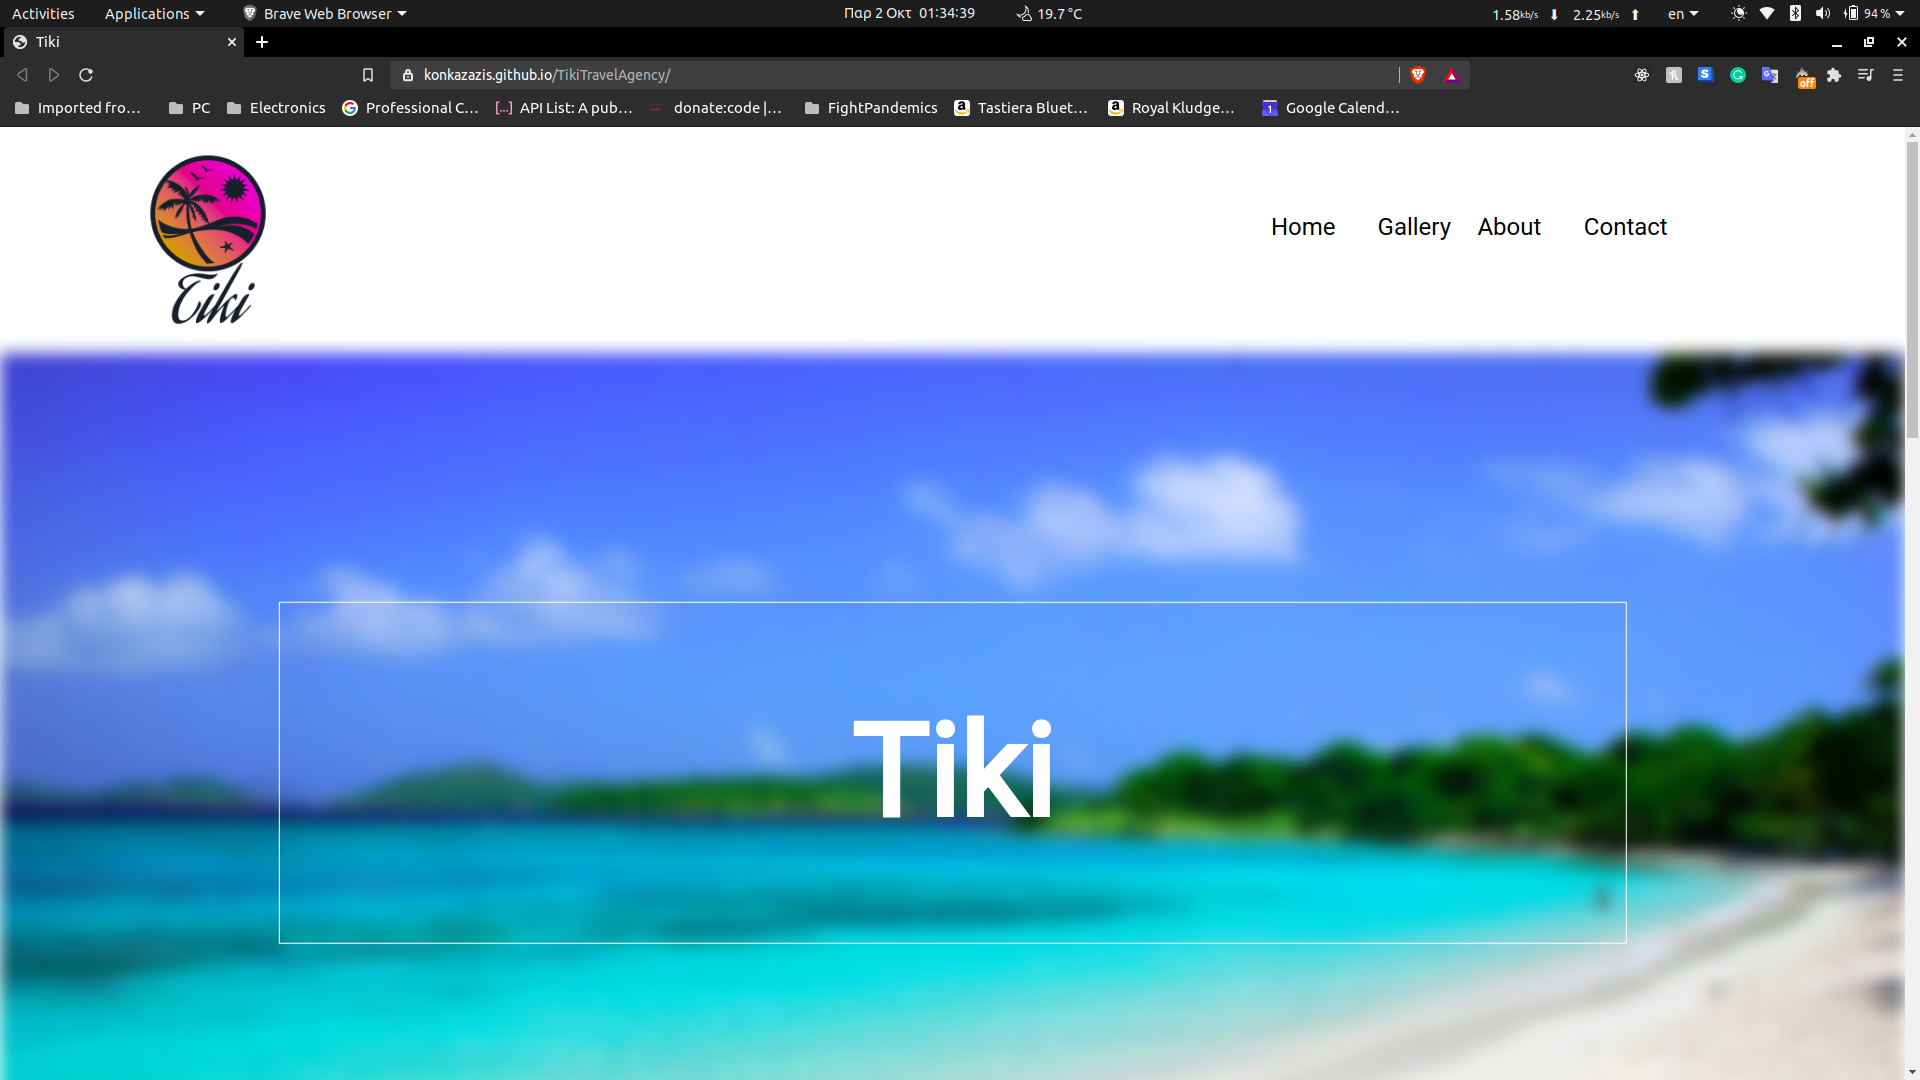 Activities Applications Brave Web Browser Παρ 2 Οκτ 01:34:39 19.7 °C 1.58kb/s ⬇ 2.25kb/s ⬆ en 94 %
Tiki
konkazazis.github.io/TikiTravelAgency/
off
Imported fro… PC Electronics Professional C… API List: A pub… donate:code |… FightPandemics Tastiera Bluet… Royal Kludge… 1 Google Calend…
Home Gallery About Contact
Tiki
Tiki